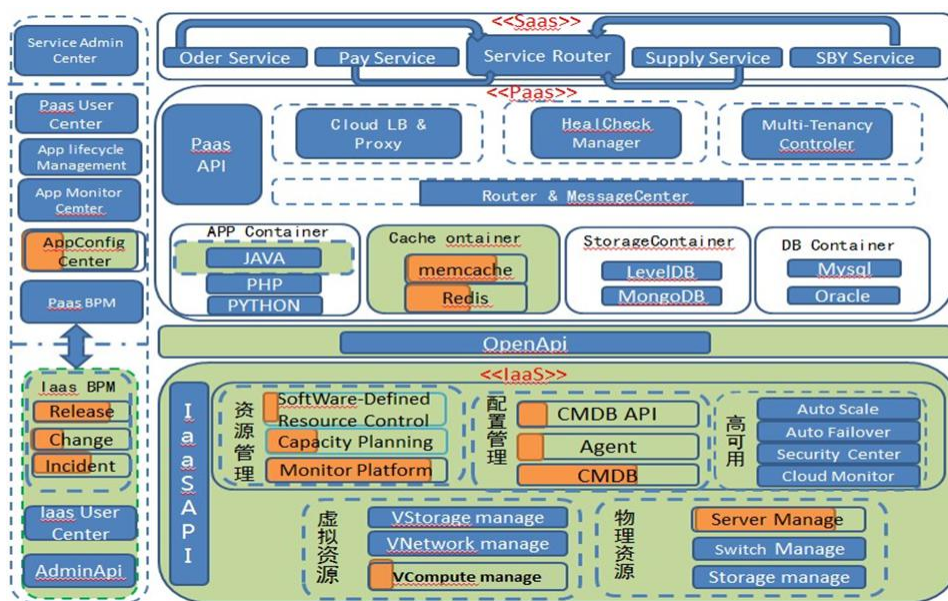 <<Saas>>
Service Admin
Center
Oder Service
Pay Service
Service Router
Supply Service
SBY Service
<<Paas>>
Paas User
Center
App lifecycle
Management
App Monitor
Cemter
AppConfig
Center
Paas BPM
Paas
API
Cloud LB &
Proxy
HealCheck
Manager
Multi-Tenancy
Controler
Router & MessageCenter
APP Container
JAVA
PHP
PYTHON
Cache ontainer
memcache
Redis
StorageContainer
LevelDB
MongoDB
DB Container
Mysql
Oracle
OpenApi
<<IaaS>>
Iaas BPM
Release
Change
Incident
Iaas User
Center
AdminApi
IaaSAPI
资源管理
SoftWare-Defined
Resource Control
Capacity Planning
Monitor Platform
配置管理
CMDB API
Agent
CMDB
高可用
Auto Scale
Auto Failover
Security Center
Cloud Monitor
虚拟资源
VStorage manage
VNetwork manage
VCompute manage
物理资源
Server Manage
Switch Manage
Storage manage